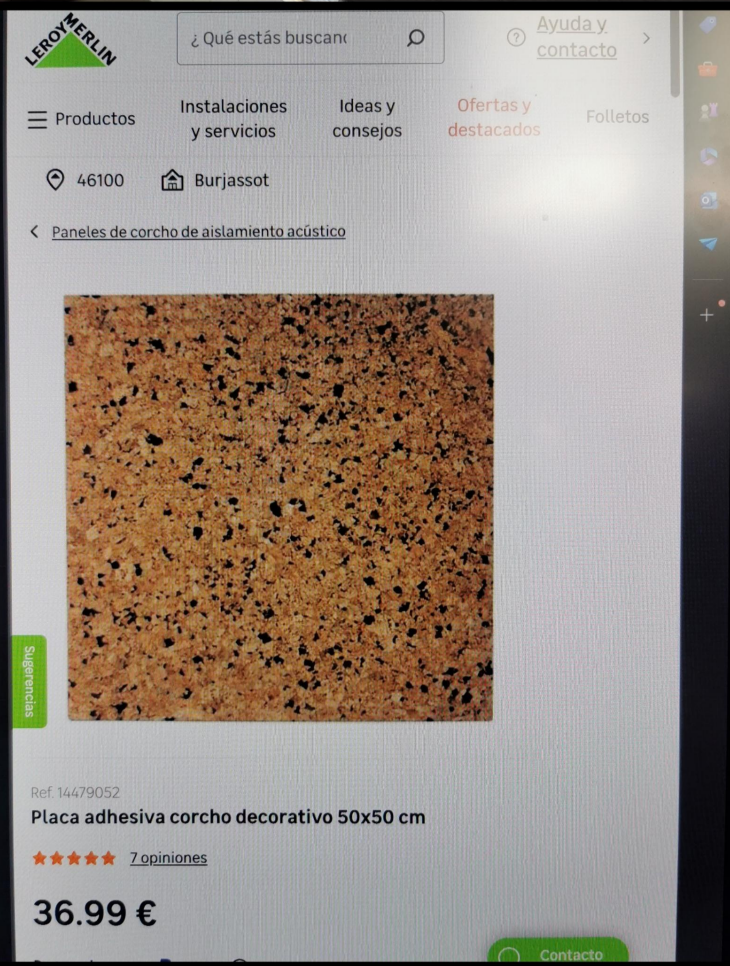 LEROY MERLIN
¿ Qué estás buscan
Ayuda y
contacto
Productos
Instalaciones
y servicios
Ideas y
consejos
Ofertas y
destacados
Folletos
46100
Burjassot
Paneles de corcho de aislamiento acústico
Sugerencias
Ref. 14479052
Placa adhesiva corcho decorativo 50x50 cm
7 opiniones
36.99 €
Contacto